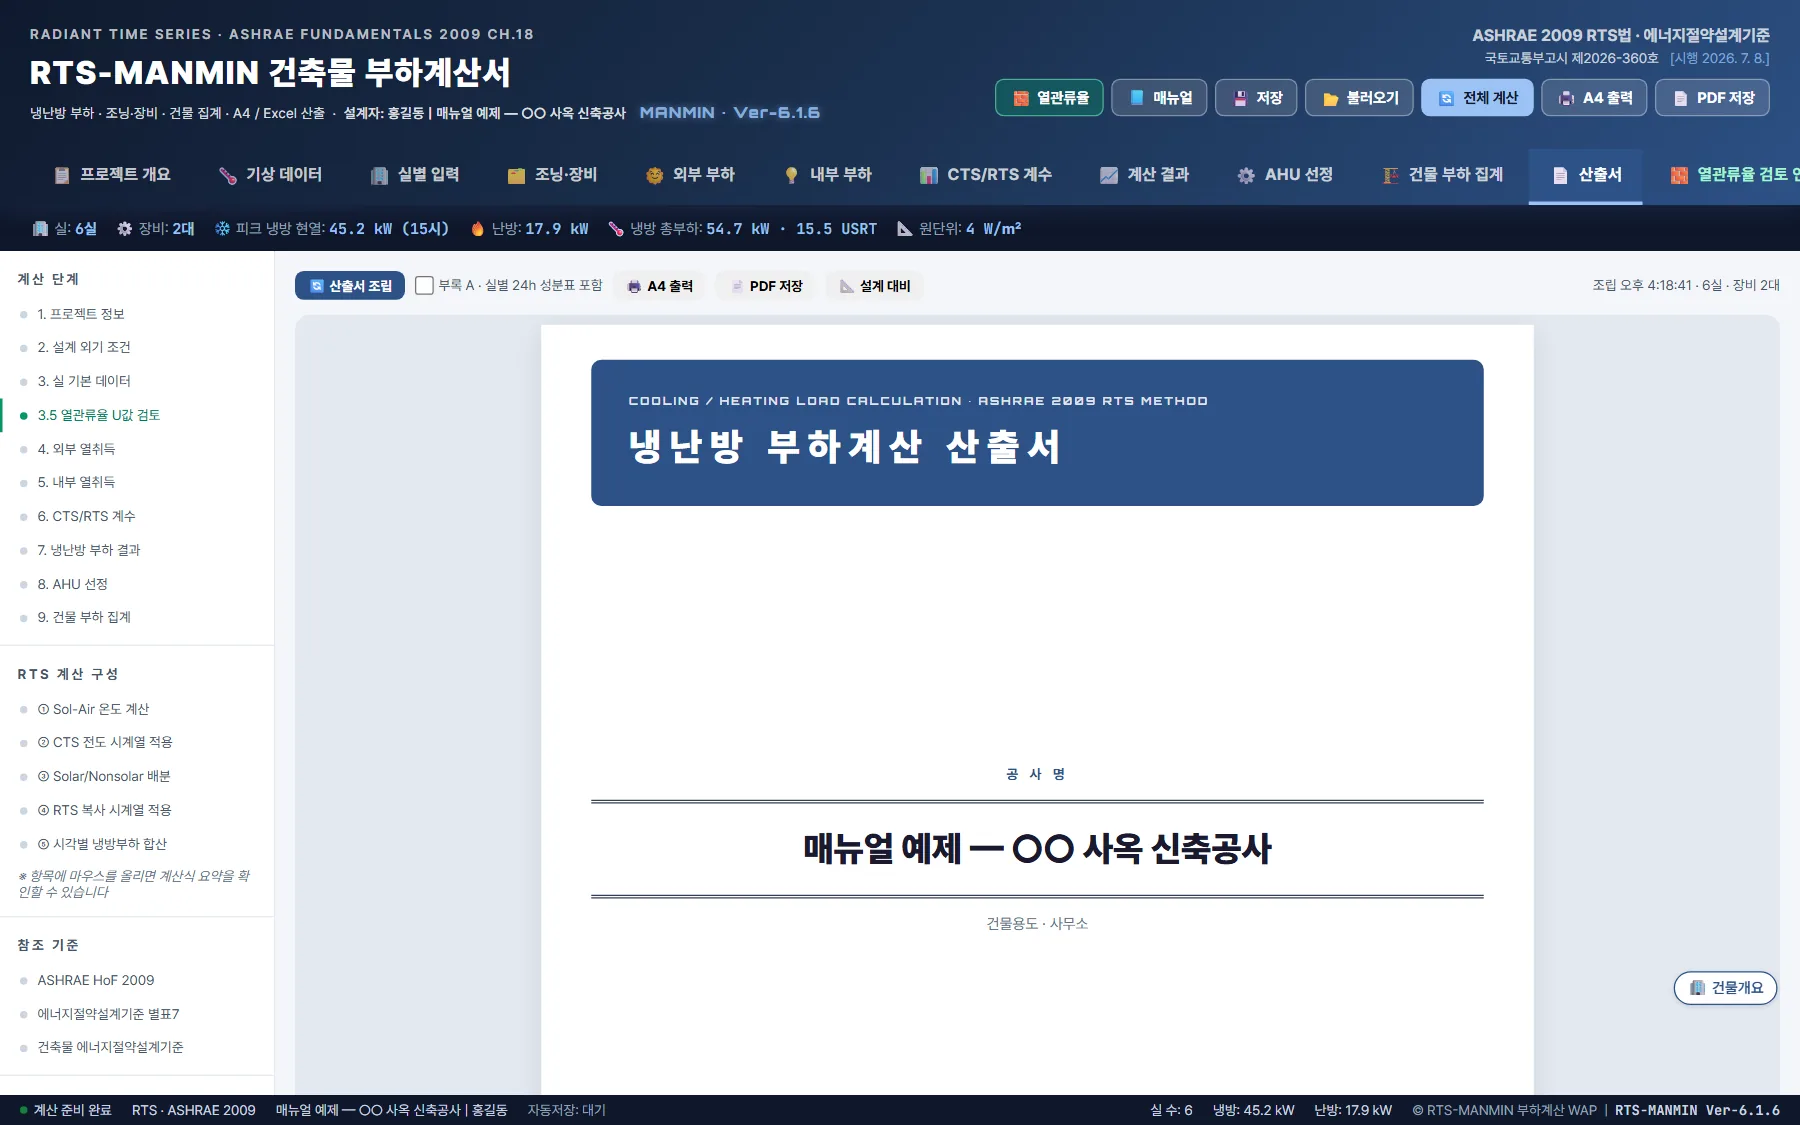 RADIANT TIME SERIES · ASHRAE FUNDAMENTALS 2009 CH.18
RTS-MANMIN 건축물 부하계산서
냉난방 부하 · 조닝·장비 · 건물 집계 · A4 / Excel 산출 · 설계자: 홍길동 | 매뉴얼 예제 — ○○ 사옥 신축공사 MANMIN · Ver-6.1.6
ASHRAE 2009 RTS법 · 에너지절약설계기준
국토교통부고시 제2026-360호 [시행 2026. 7. 8.]
열관류율 매뉴얼 저장 불러오기 전체 계산 A4 출력 PDF 저장
프로젝트 개요 기상 데이터 실별 입력 조닝·장비 외부 부하 내부 부하 CTS/RTS 계수 계산 결과 AHU 선정 건물 부하 집계 산출서 열관류율 검토
실: 6실 장비: 2대 피크 냉방 현열: 45.2 kW (15시) 난방: 17.9 kW 냉방 총부하: 54.7 kW · 15.5 USRT 원단위: 4 W/m²
계산 단계
1. 프로젝트 정보
2. 설계 외기 조건
3. 실 기본 데이터
3.5 열관류율 U값 검토
4. 외부 열취득
5. 내부 열취득
6. CTS/RTS 계수
7. 냉난방 부하 결과
8. AHU 선정
9. 건물 부하 집계
RTS 계산 구성
① Sol-Air 온도 계산
② CTS 전도 시계열 적용
③ Solar/Nonsolar 배분
④ RTS 복사 시계열 적용
⑤ 시각별 냉방부하 합산
※ 항목에 마우스를 올리면 계산식 요약을 확
인할 수 있습니다
참조 기준
ASHRAE HoF 2009
에너지절약설계기준 별표7
건축물 에너지절약설계기준
산출서 조립 부록 A · 실별 24h 성분표 포함 A4 출력 PDF 저장 설계 대비 조립 오후 4:18:41 · 6실 · 장비 2대
COOLING / HEATING LOAD CALCULATION · ASHRAE 2009 RTS METHOD
냉난방 부하계산 산출서
공 사 명
매뉴얼 예제 — ○○ 사옥 신축공사
건물용도 · 사무소
건물개요
계산 준비 완료 RTS · ASHRAE 2009 매뉴얼 예제 — ○○ 사옥 신축공사 | 홍길동 자동저장: 대기 실 수: 6 냉방: 45.2 kW 난방: 17.9 kW © RTS-MANMIN 부하계산 WAP | RTS-MANMIN Ver-6.1.6